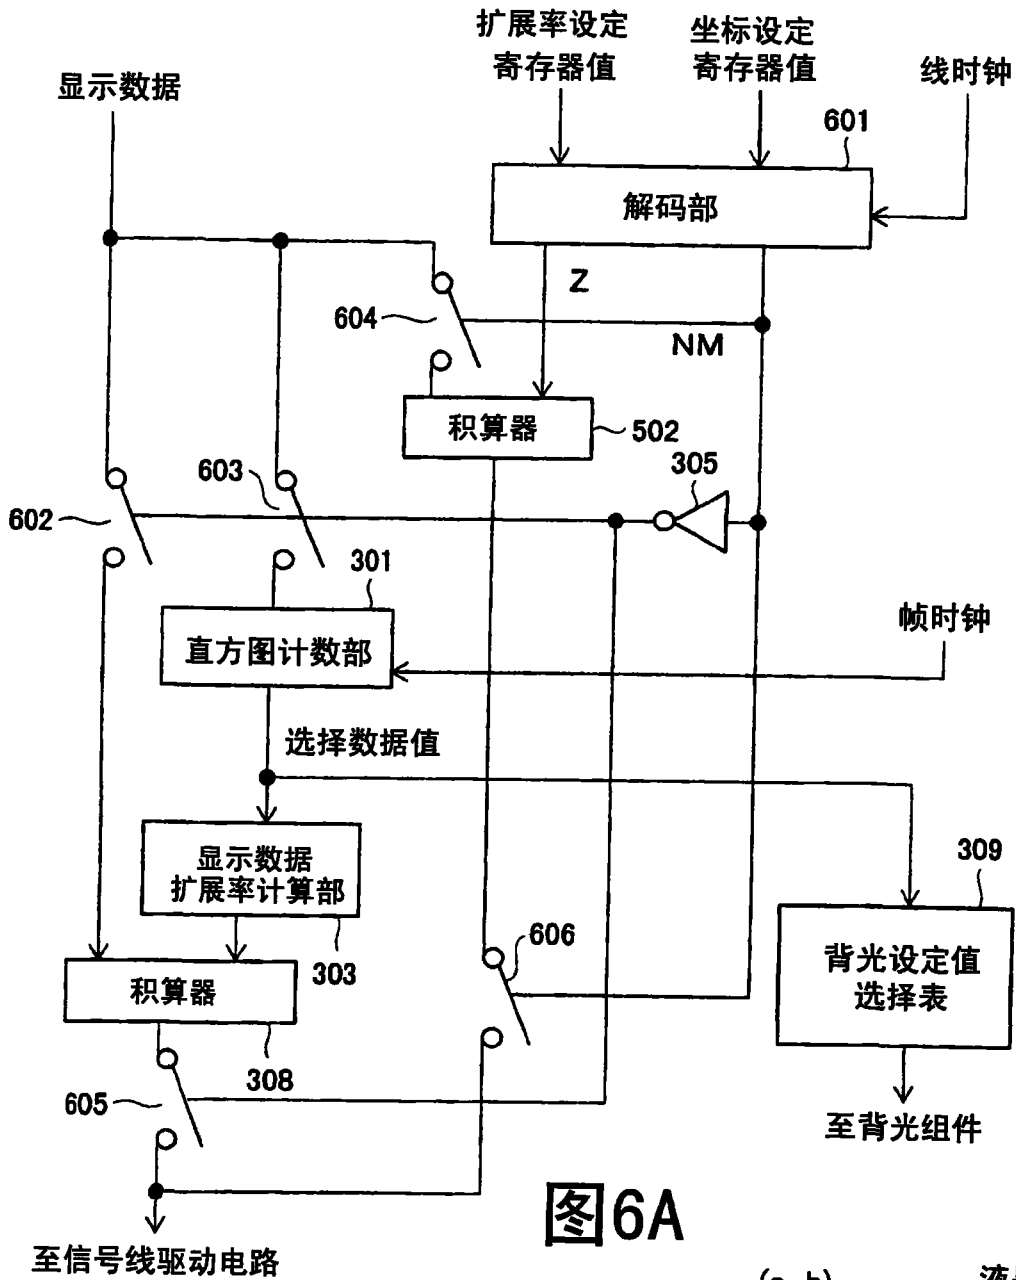 扩展率设定
寄存器值
坐标设定
寄存器值
线时钟
显示数据
601
解码部
Z
604
NM
积算器
502
305
603
602
301
帧时钟
直方图计数部
选择数据值
309
显示数据
扩展率计算部
606
背光设定值
选择表
303
积算器
308
605
至背光组件
图6A
至信号线驱动电路
(a, b)